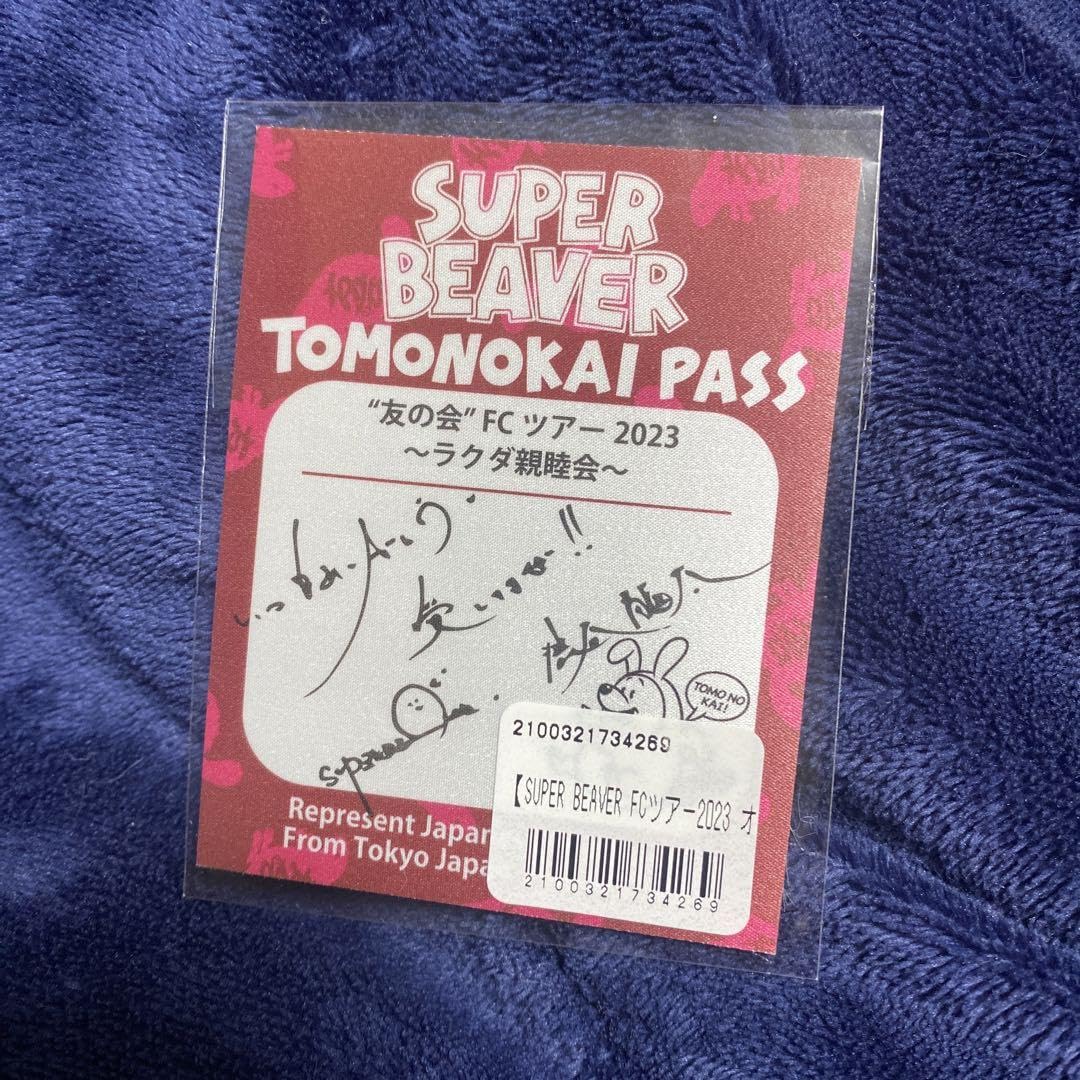 SUPER
BEAVER
TOMONOKAI PASS
“友の会” FC ツアー 2023
～ラクダ親睦会～
TOMO NO
KAI!
2100321734269
【SUPER BEAVER FCツアー2023 オ
2100321734269
Represent Japan
From Tokyo Japa